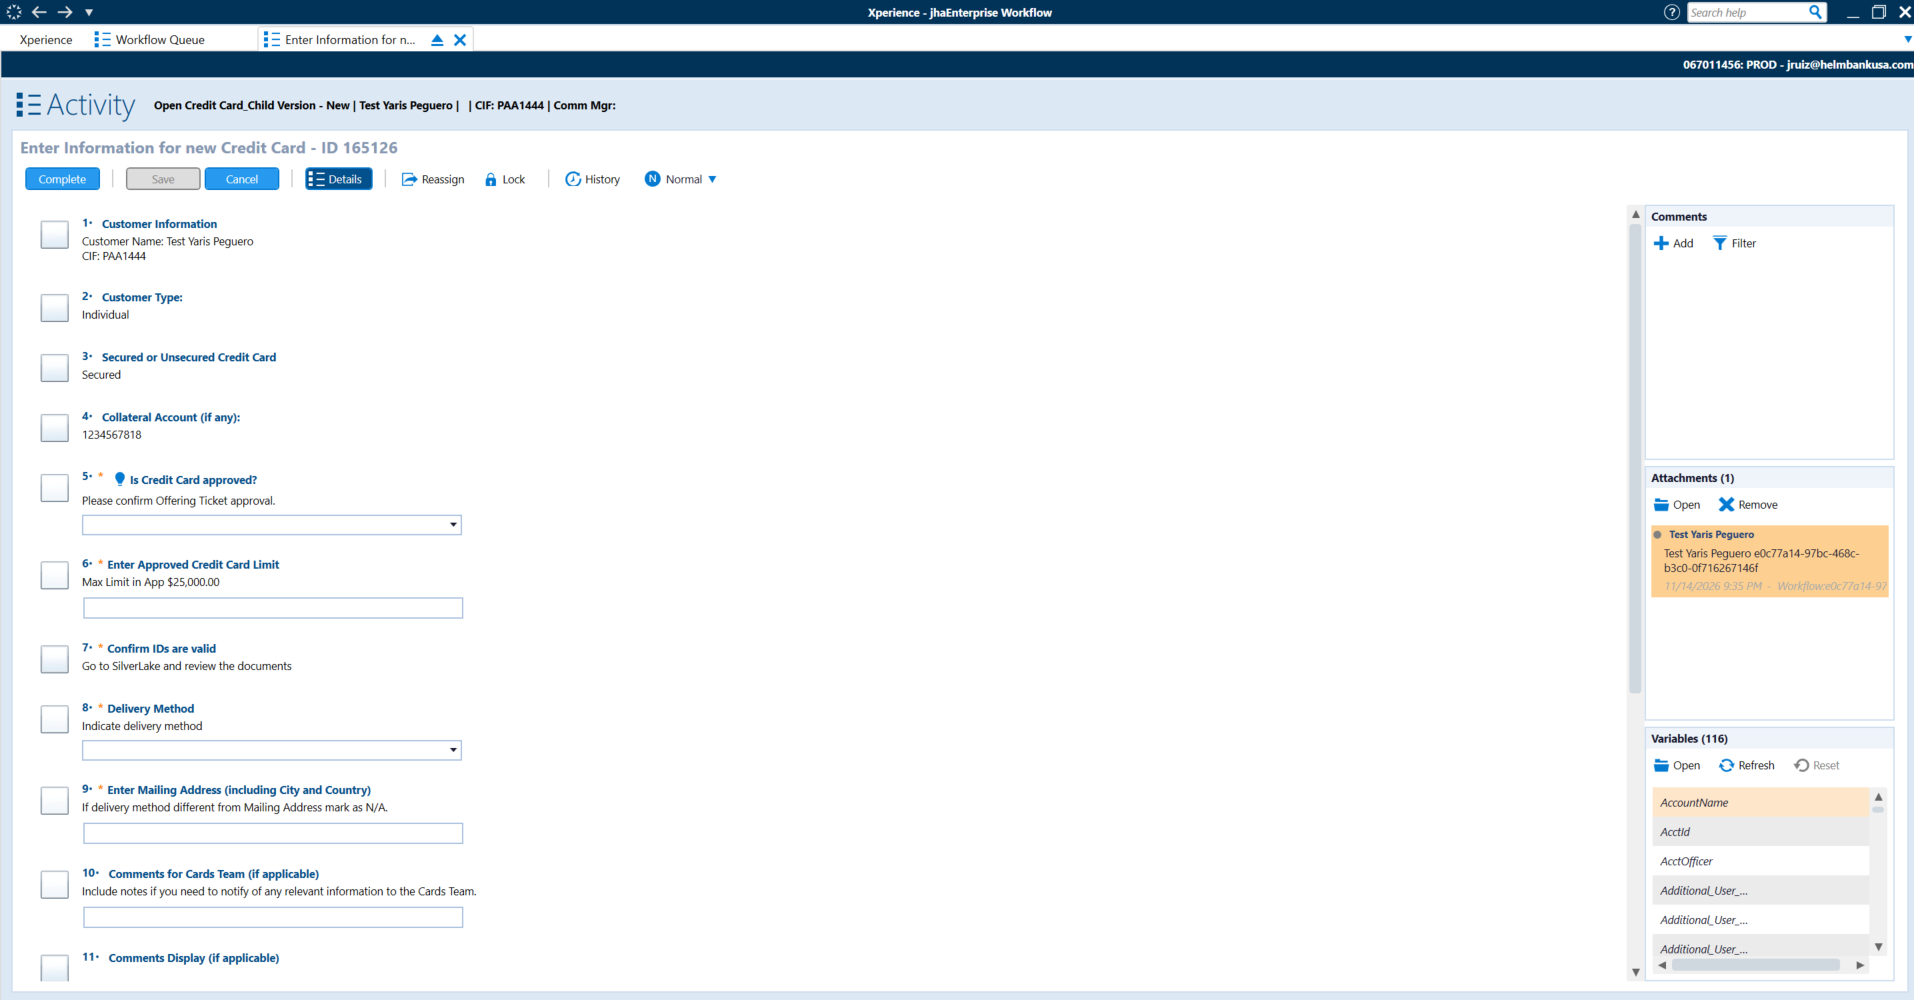 Xperience - jhaEnterprise Workflow
Search help
Xperience
Workflow Queue
Enter Information for n...
067011456: PROD - jruiz@helmbankusa.com
Activity
Open Credit Card_Child Version - New | Test Yaris Peguero |   | CIF: PAA1444 | Comm Mgr:
Enter Information for new Credit Card - ID 165126
Complete
Save
Cancel
Details
Reassign
Lock
History
N Normal
1· Customer Information
Customer Name: Test Yaris Peguero
CIF: PAA1444
2· Customer Type:
Individual
3· Secured or Unsecured Credit Card
Secured
4· Collateral Account (if any):
1234567818
5· * Is Credit Card approved?
Please confirm Offering Ticket approval.
6· * Enter Approved Credit Card Limit
Max Limit in App $25,000.00
7· * Confirm IDs are valid
Go to SilverLake and review the documents
8· * Delivery Method
Indicate delivery method
9· * Enter Mailing Address (including City and Country)
If delivery method different from Mailing Address mark as N/A.
10· Comments for Cards Team (if applicable)
Include notes if you need to notify of any relevant information to the Cards Team.
11· Comments Display (if applicable)
Comments
Add
Filter
Attachments (1)
Open
Remove
Test Yaris Peguero
Test Yaris Peguero e0c77a14-97bc-468c-
b3c0-0f716267146f
11/14/2026 9:35 PM - Workflow:e0c77a14-97
Variables (116)
Open
Refresh
Reset
AccountName
AcctId
AcctOfficer
Additional_User_...
Additional_User_...
Additional_User_...